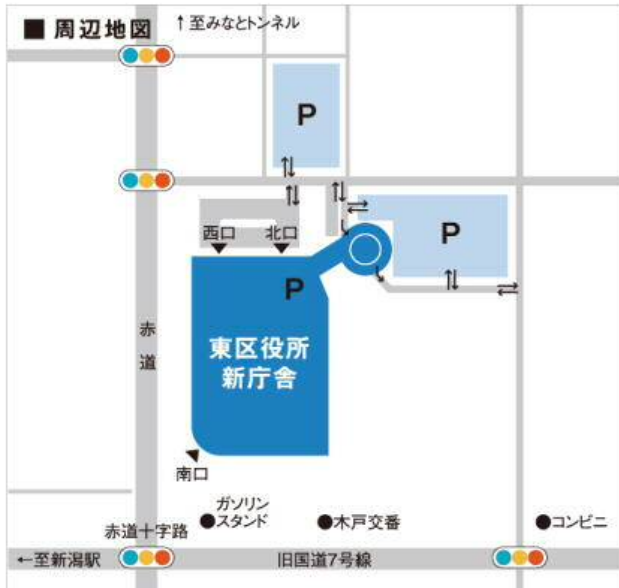 ■ 周辺地図
↑至みなとトンネル
P
P
西口
北口
P
東区役所
新庁舎
赤道
南口
ガソリン
スタンド
木戸交番
コンビニ
赤道十字路
←至新潟駅
旧国道7号線